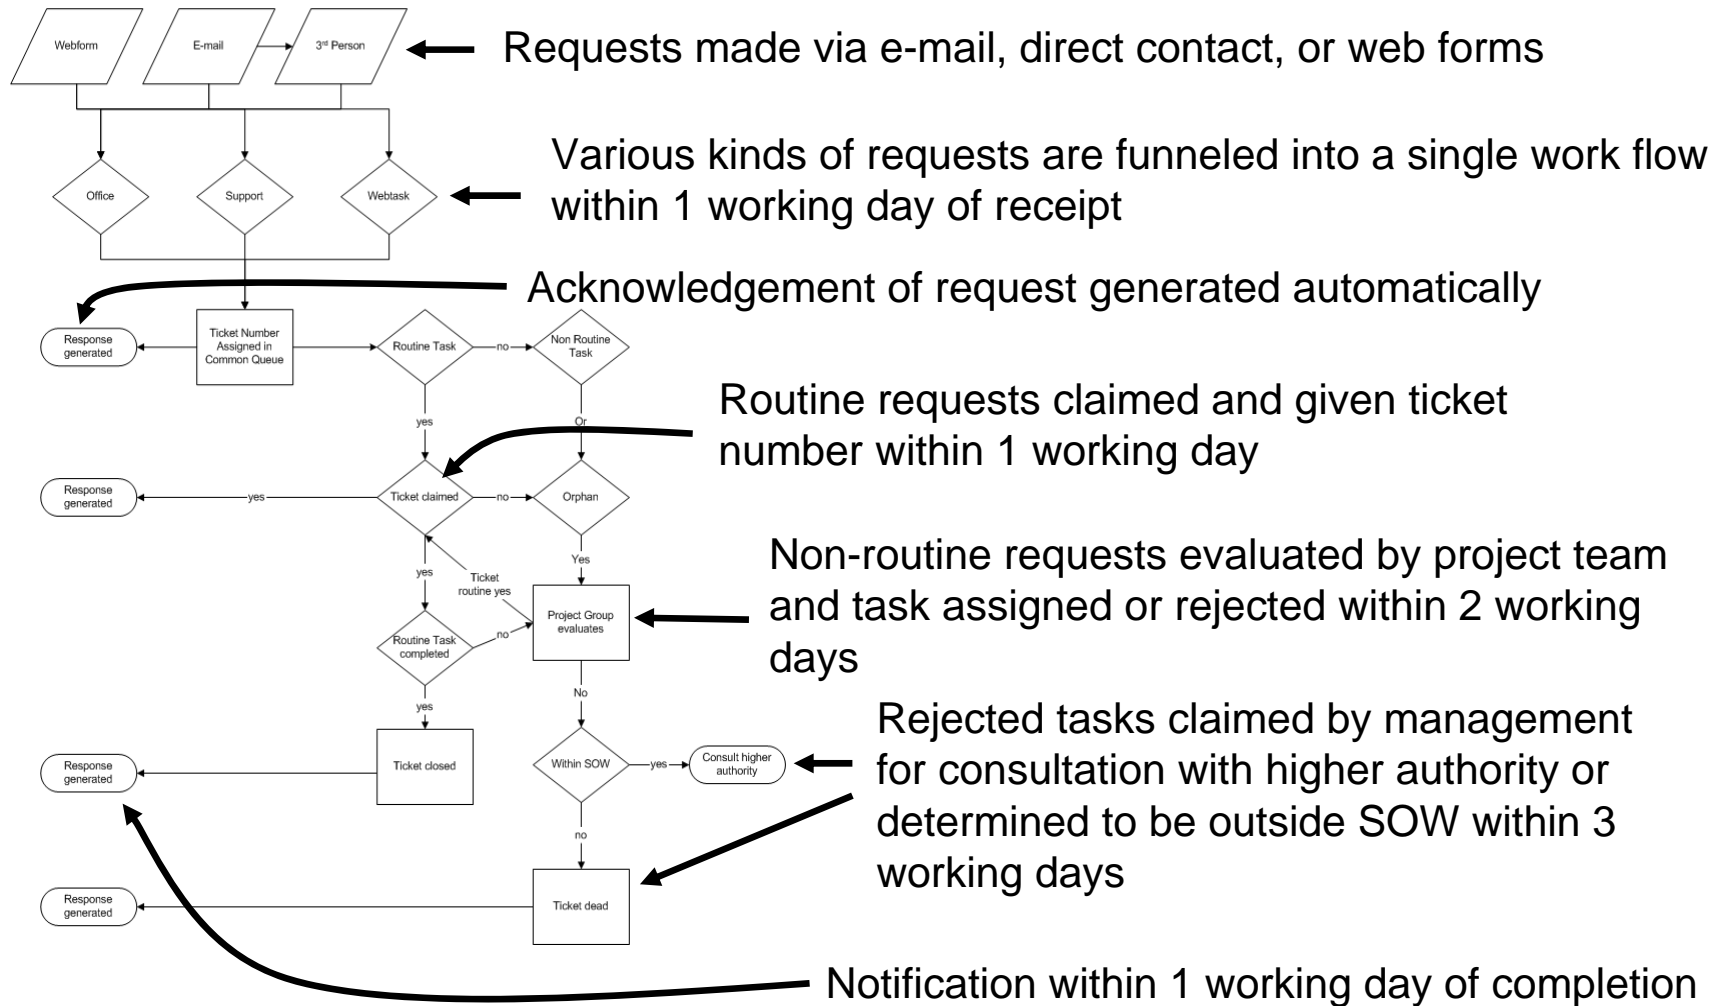 Webform
E-mail
3rd Person
Requests made via e-mail, direct contact, or web forms
Various kinds of requests are funneled into a single work flow
within 1 working day of receipt
Office
Support
Webtask
Acknowledgement of request generated automatically
Response
generated
Ticket Number
Assigned in
Common Queue
Routine Task
no
Non Routine
Task
Routine requests claimed and given ticket
number within 1 working day
yes
Or
Response
generated
yes
Ticket claimed
no
Orphan
Non-routine requests evaluated by project team
and task assigned or rejected within 2 working
days
yes
Ticket
routine yes
Yes
Project Group
evaluates
Routine Task
completed
no
yes
No
Rejected tasks claimed by management
for consultation with higher authority or
determined to be outside SOW within 3
working days
Response
generated
Ticket closed
Within SOW
yes
Consult higher
authority
no
Response
generated
Ticket dead
Notification within 1 working day of completion